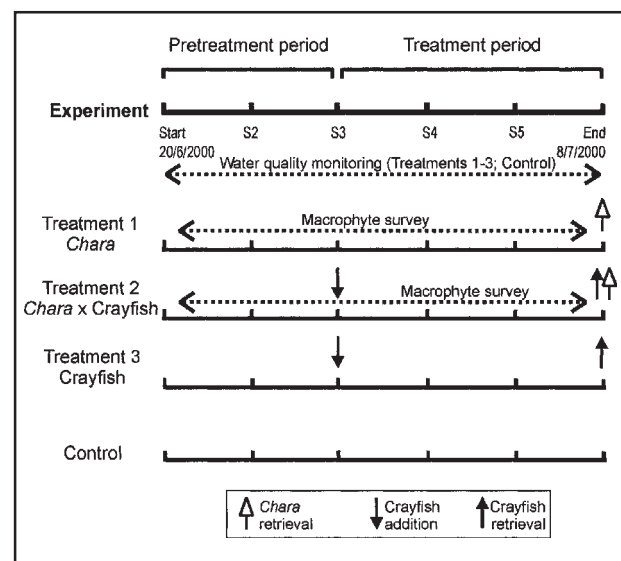 Pretreatment period Treatment period
Experiment
Start S2 S3 S4 S5 End
20/6/2000 8/7/2000
Water quality monitoring (Treatments 1-3; Control)
Treatment 1
Chara
Macrophyte survey
Treatment 2
Chara x Crayfish
Macrophyte survey
Treatment 3
Crayfish
Control
Chara
retrieval
Crayfish
addition
Crayfish
retrieval